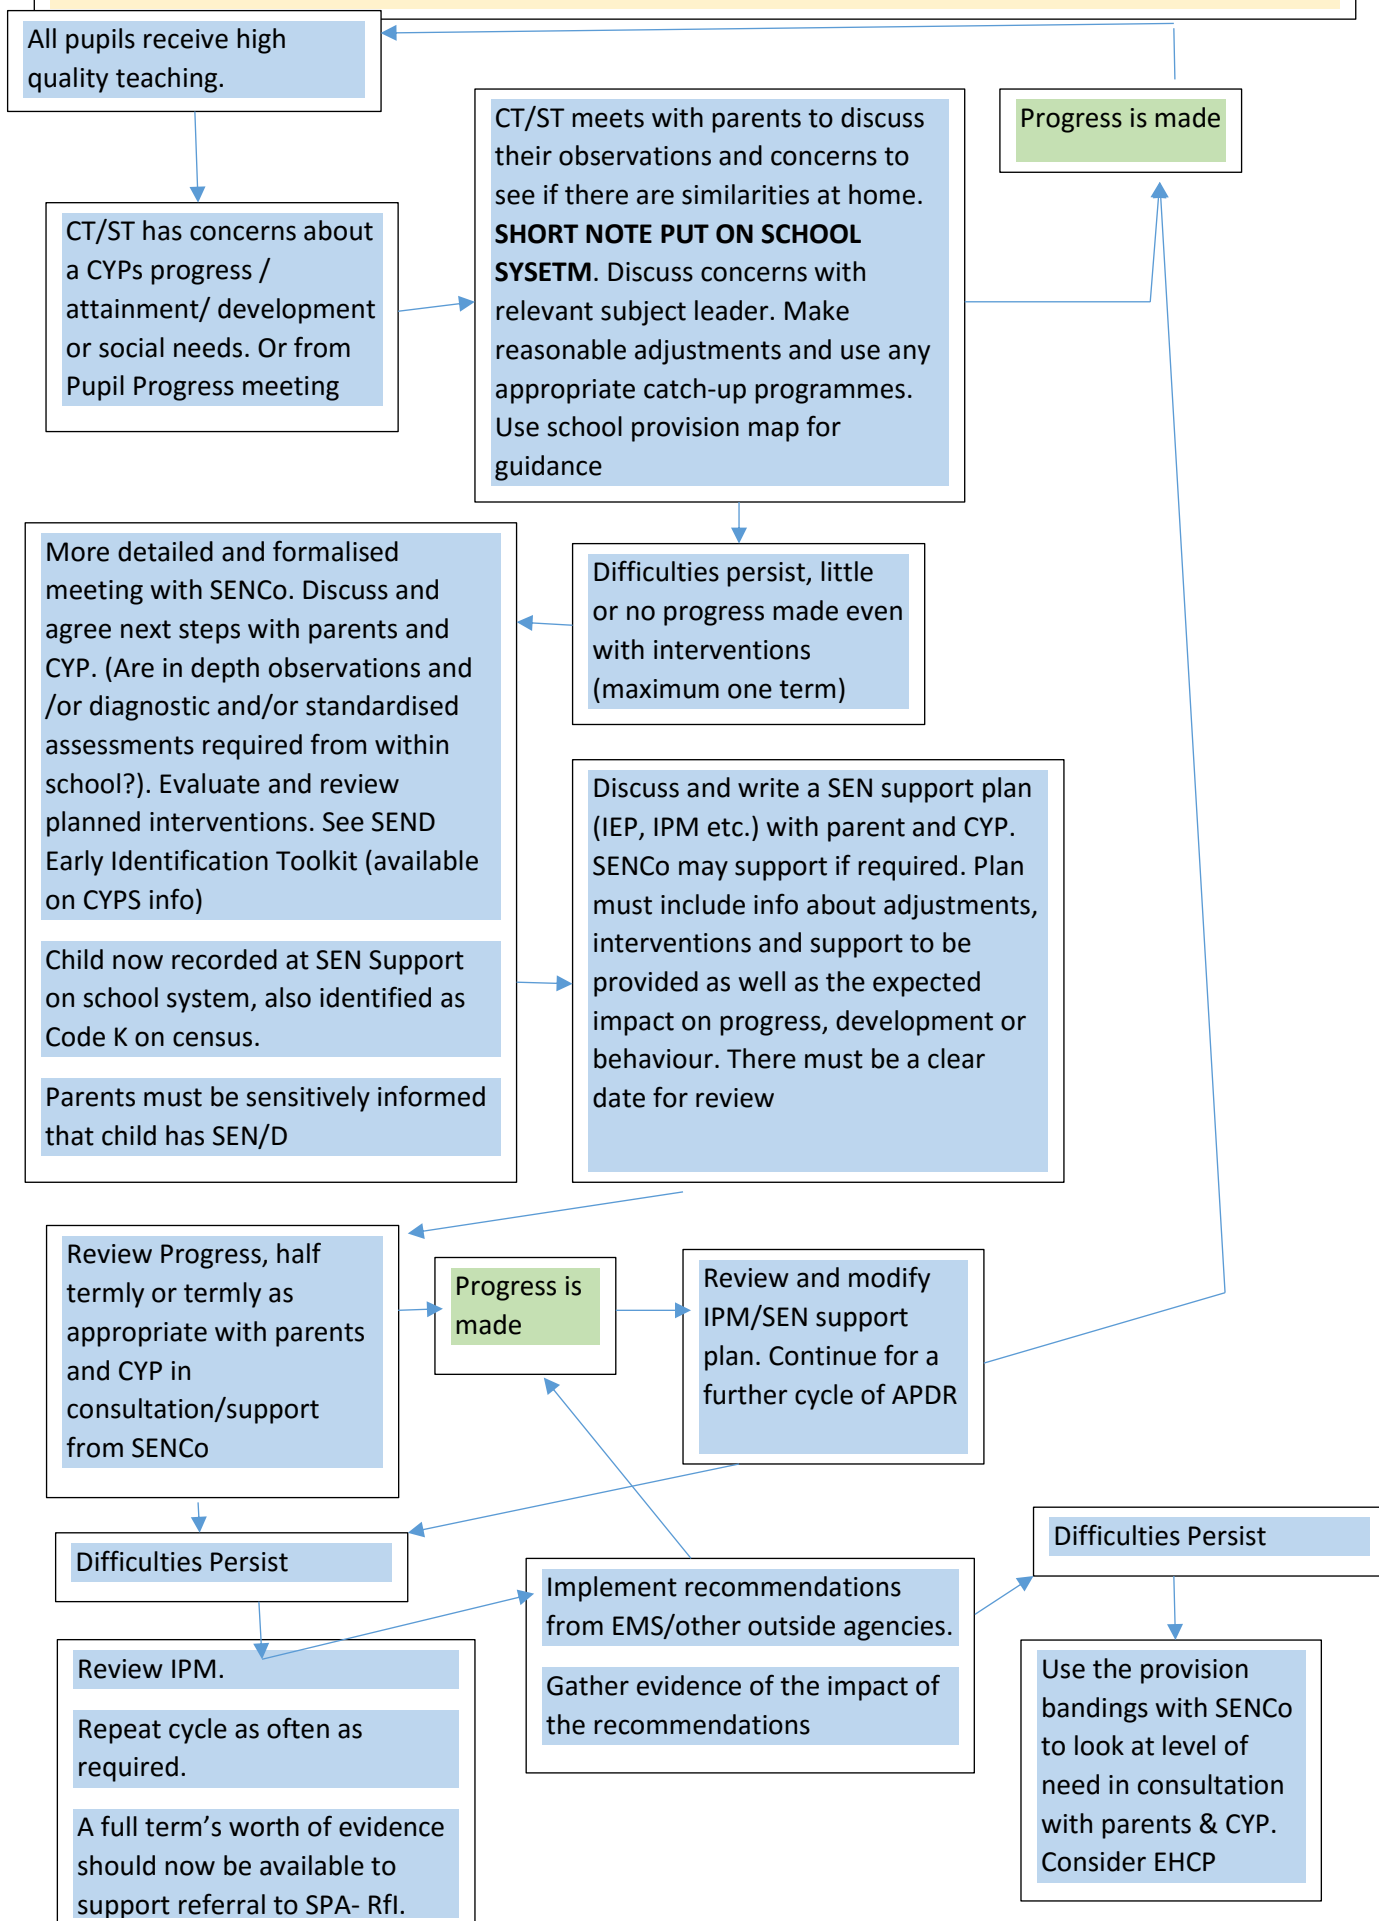 All pupils receive high
quality teaching.
CT/ST meets with parents to discuss
their observations and concerns to
see if there are similarities at home.
SHORT NOTE PUT ON SCHOOL
SYSETM. Discuss concerns with
relevant subject leader. Make
reasonable adjustments and use any
appropriate catch-up programmes.
Use school provision map for
guidance
Progress is made
CT/ST has concerns about
a CYPs progress /
attainment/ development
or social needs. Or from
Pupil Progress meeting
Difficulties persist, little
or no progress made even
with interventions
(maximum one term)
More detailed and formalised
meeting with SENCo. Discuss and
agree next steps with parents and
CYP. (Are in depth observations and
/or diagnostic and/or standardised
assessments required from within
school?). Evaluate and review
planned interventions. See SEND
Early Identification Toolkit (available
on CYPS info)
Child now recorded at SEN Support
on school system, also identified as
Code K on census.
Parents must be sensitively informed
that child has SEN/D
Discuss and write a SEN support plan
(IEP, IPM etc.) with parent and CYP.
SENCo may support if required. Plan
must include info about adjustments,
interventions and support to be
provided as well as the expected
impact on progress, development or
behaviour. There must be a clear
date for review
Review Progress, half
termly or termly as
appropriate with parents
and CYP in
consultation/support
from SENCo
Progress is
made
Review and modify
IPM/SEN support
plan. Continue for a
further cycle of APDR
Difficulties Persist
Review IPM.
Repeat cycle as often as
required.
A full term’s worth of evidence
should now be available to
support referral to SPA- RfI.
Implement recommendations
from EMS/other outside agencies.
Gather evidence of the impact of
the recommendations
Difficulties Persist
Use the provision
bandings with SENCo
to look at level of
need in consultation
with parents & CYP.
Consider EHCP